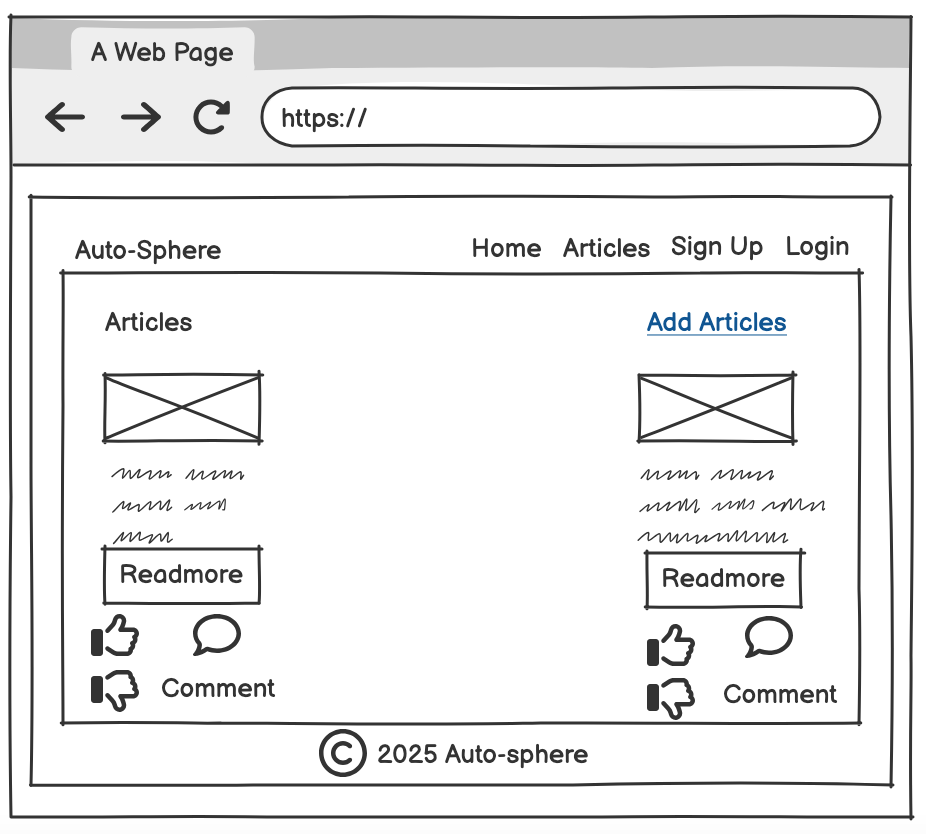 A Web Page
https://
Auto-Sphere
Home Articles Sign Up Login
Articles
Add Articles
Readmore
Readmore
Comment
Comment
© 2025 Auto-sphere